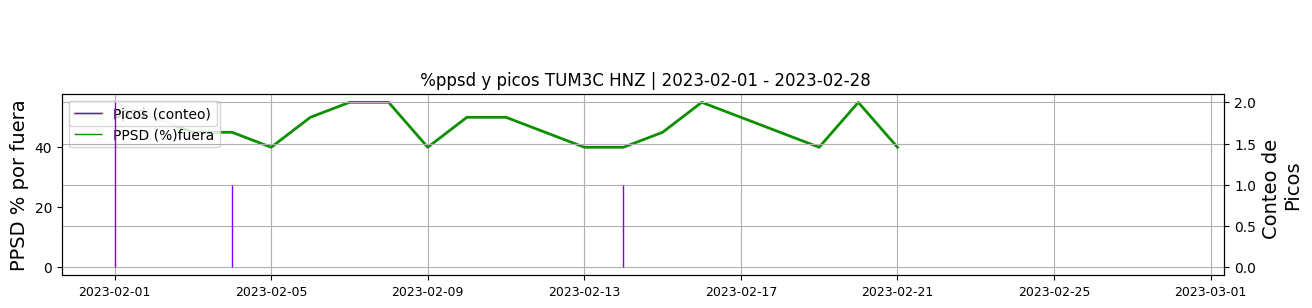 %ppsd y picos TUM3C HNZ | 2023-02-01 - 2023-02-28
Picos (conteo)
PPSD (%)fuera
PPSD % por fuera
40
20
0
2.0
1.5
1.0
0.5
0.0
Conteo de
Picos
2023-02-01
2023-02-05
2023-02-09
2023-02-13
2023-02-17
2023-02-21
2023-02-25
2023-03-01